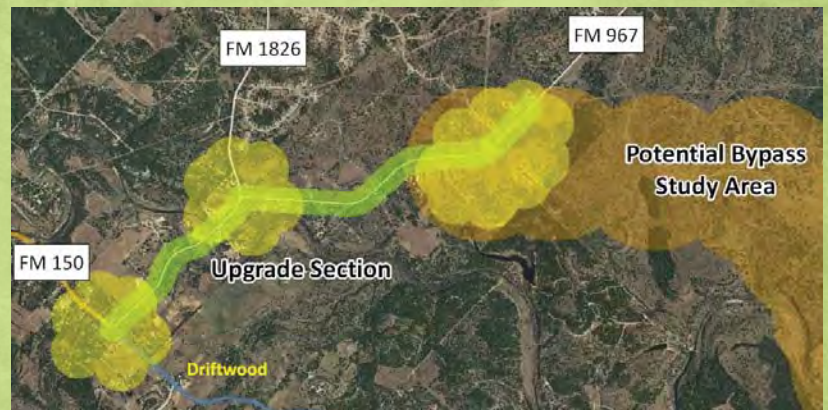 FM 1826
FM 967
Potential Bypass
Study Area
FM 150
Upgrade Section
Driftwood